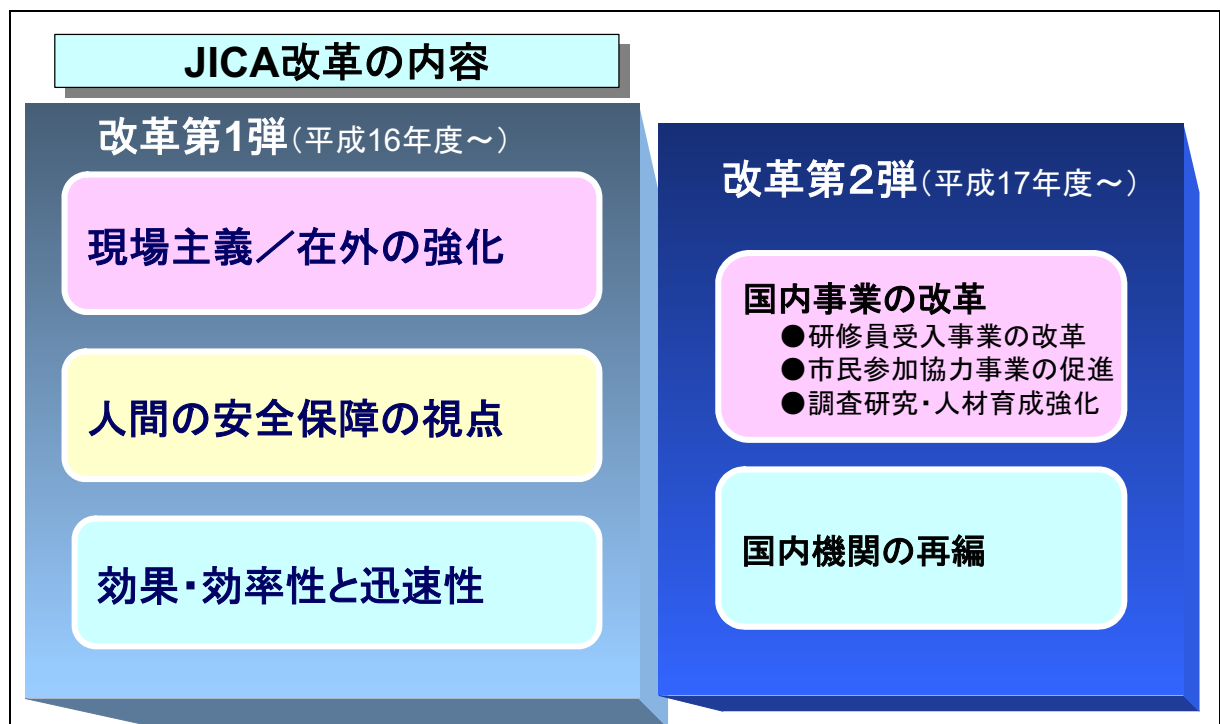 JICA改革の内容
改革第1弾（平成16年度～）
現場主義／在外の強化
人間の安全保障の視点
効果・効率性と迅速性
改革第２弾（平成17年度～）
国内事業の改革
●研修員受入事業の改革
●市民参加協力事業の促進
●調査研究・人材育成強化
国内機関の再編